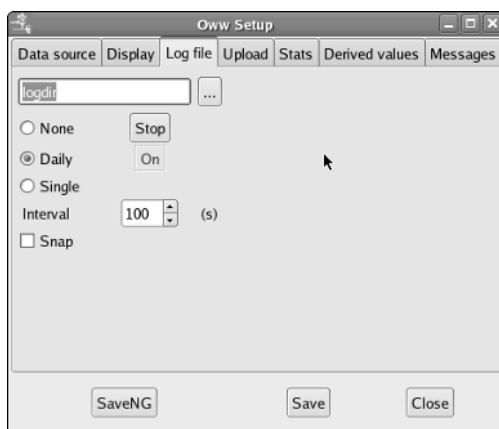 Oww Setup
Data source Display Log file Upload Stats Derived values Messages
logdir ...
None Stop
Daily On
Single
Interval 100 (s)
Snap
SaveNG Save Close